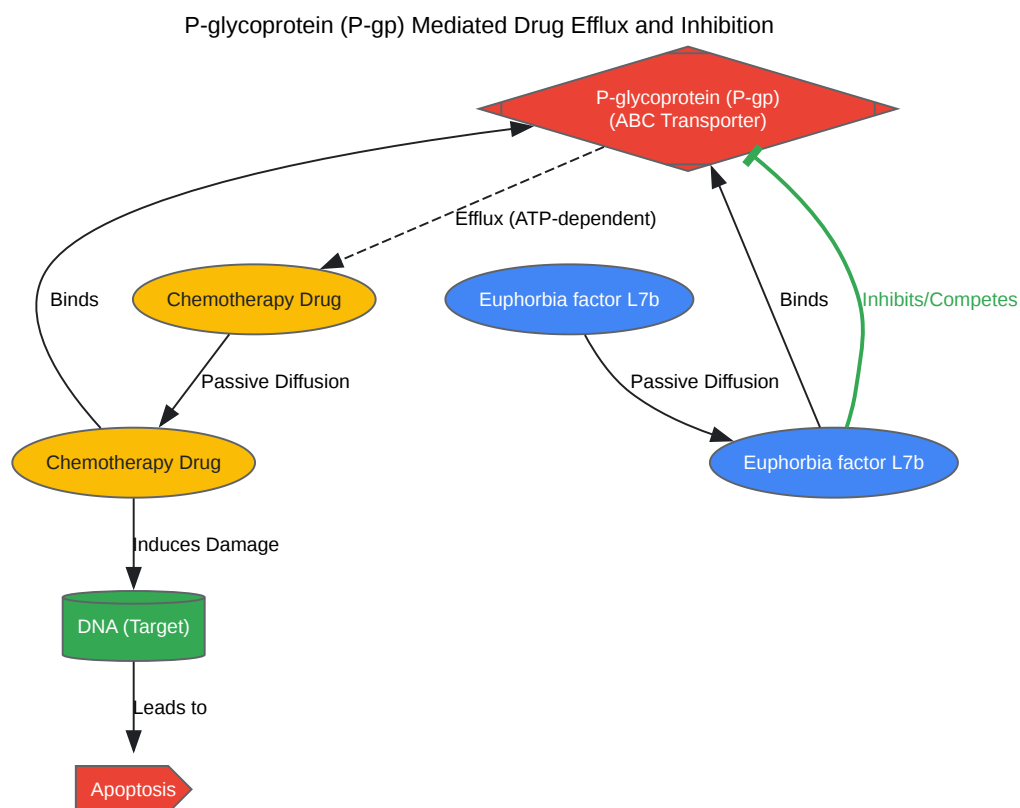 P-glycoprotein (P-gp) Mediated Drug Efflux and Inhibition
P-glycoprotein (P-gp)
(ABC Transporter)
Efflux (ATP-dependent)
Chemotherapy Drug
Euphorbia factor L7b
Binds
Binds
Inhibits/Competes
Passive Diffusion
Passive Diffusion
Chemotherapy Drug
Euphorbia factor L7b
Induces Damage
DNA (Target)
Leads to
Apoptosis